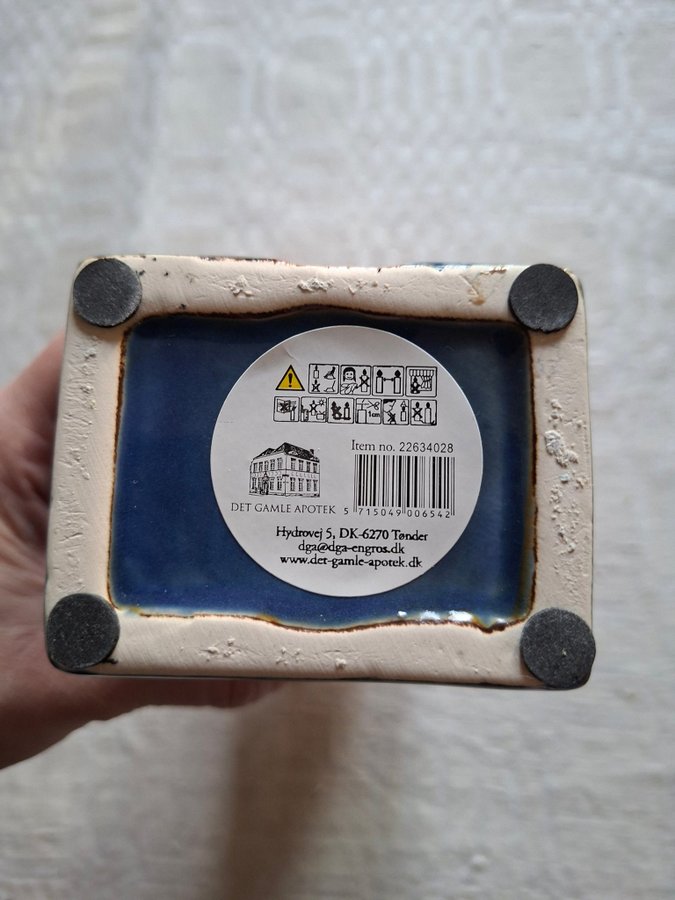 1cm
Item no. 22634028
DET GAMLE APOTEK
5 715049 006542
Hydrovej 5, DK-6270 Tønder
dga@dga-engros.dk
www.det-gamle-apotek.dk